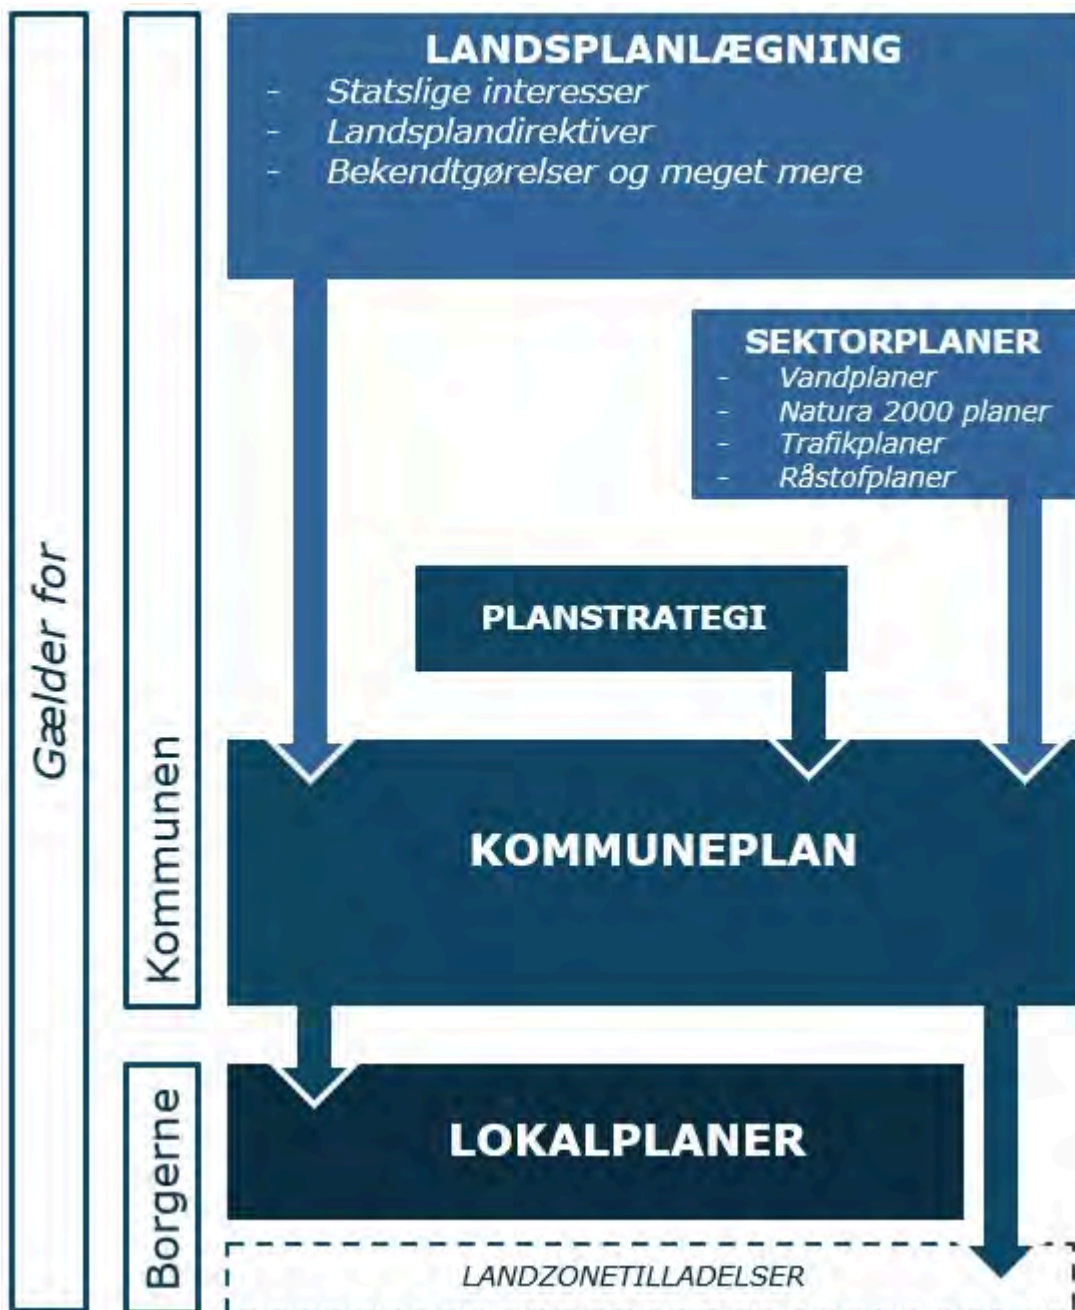 Gælder for
Kommunen
Borgerne
LANDSPLANLÆGNING
- Statslige interesser
- Landsplandirektiver
- Bekendtgørelser og meget mere
SEKTORPLANER
- Vandplaner
- Natura 2000 planer
- Trafikplaner
- Råstofplaner
PLANSTRATEGI
KOMMUNEPLAN
LOKALPLANER
LANDZONETILLADELSER